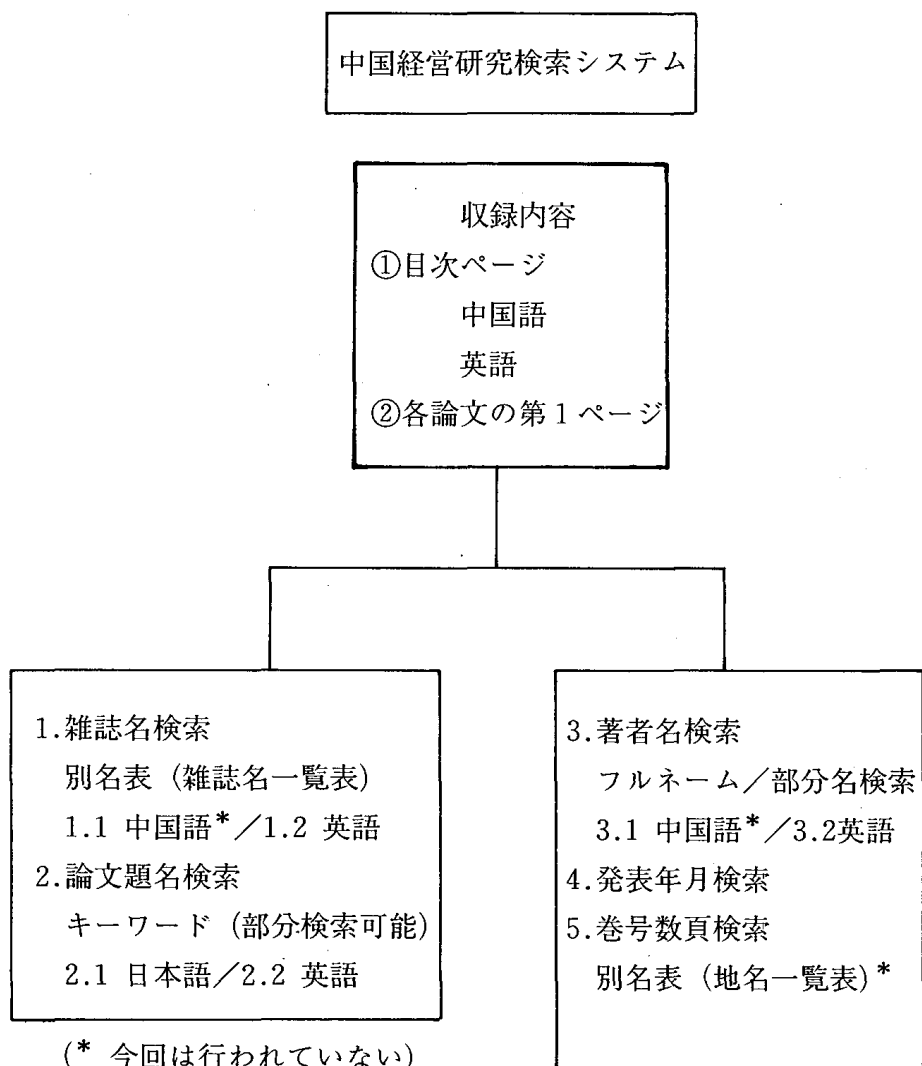 中国経営研究検索システム
収録内容
①目次ページ
中国語
英語
②各論文の第1ページ
1.雑誌名検索
別名表（雑誌名一覧表）
1.1 中国語*／1.2 英語
2.論文題名検索
キーワード（部分検索可能）
2.1 日本語／2.2 英語
(* 今回は行われていない)
3.著者名検索
フルネーム／部分名検索
3.1 中国語*／3.2英語
4.発表年月検索
5.巻号数頁検索
別名表（地名一覧表）*